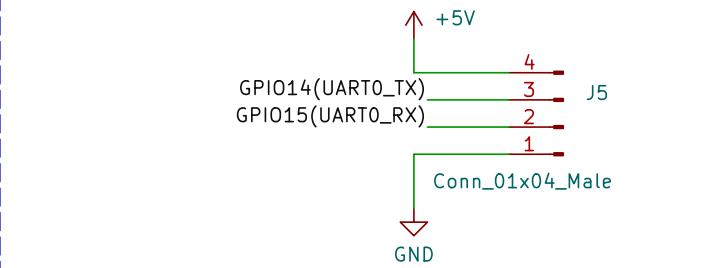 +5V
4
GPIO14(UART0_TX)
3
J5
GPIO15(UART0_RX)
2
1
Conn_01x04_Male
GND